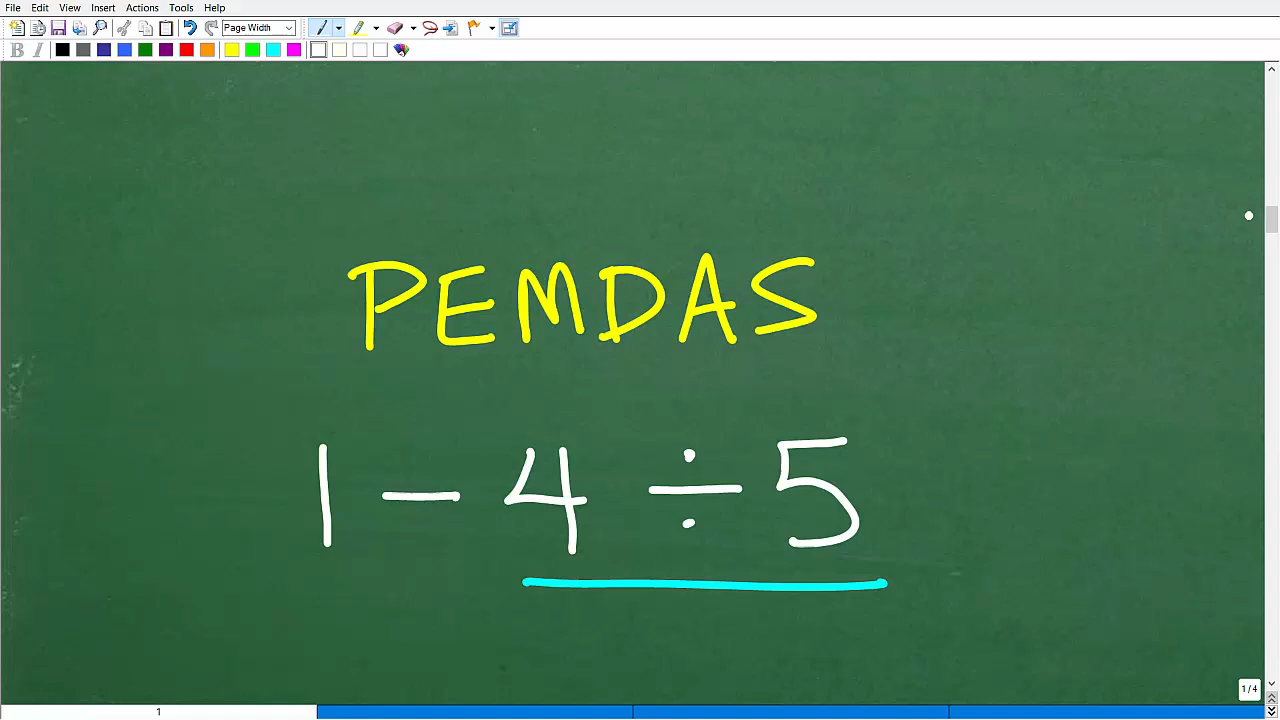 File Edit View Insert Actions Tools Help
Page Width
B I
PEMDAS
1 - 4 ÷ 5
1/4
1